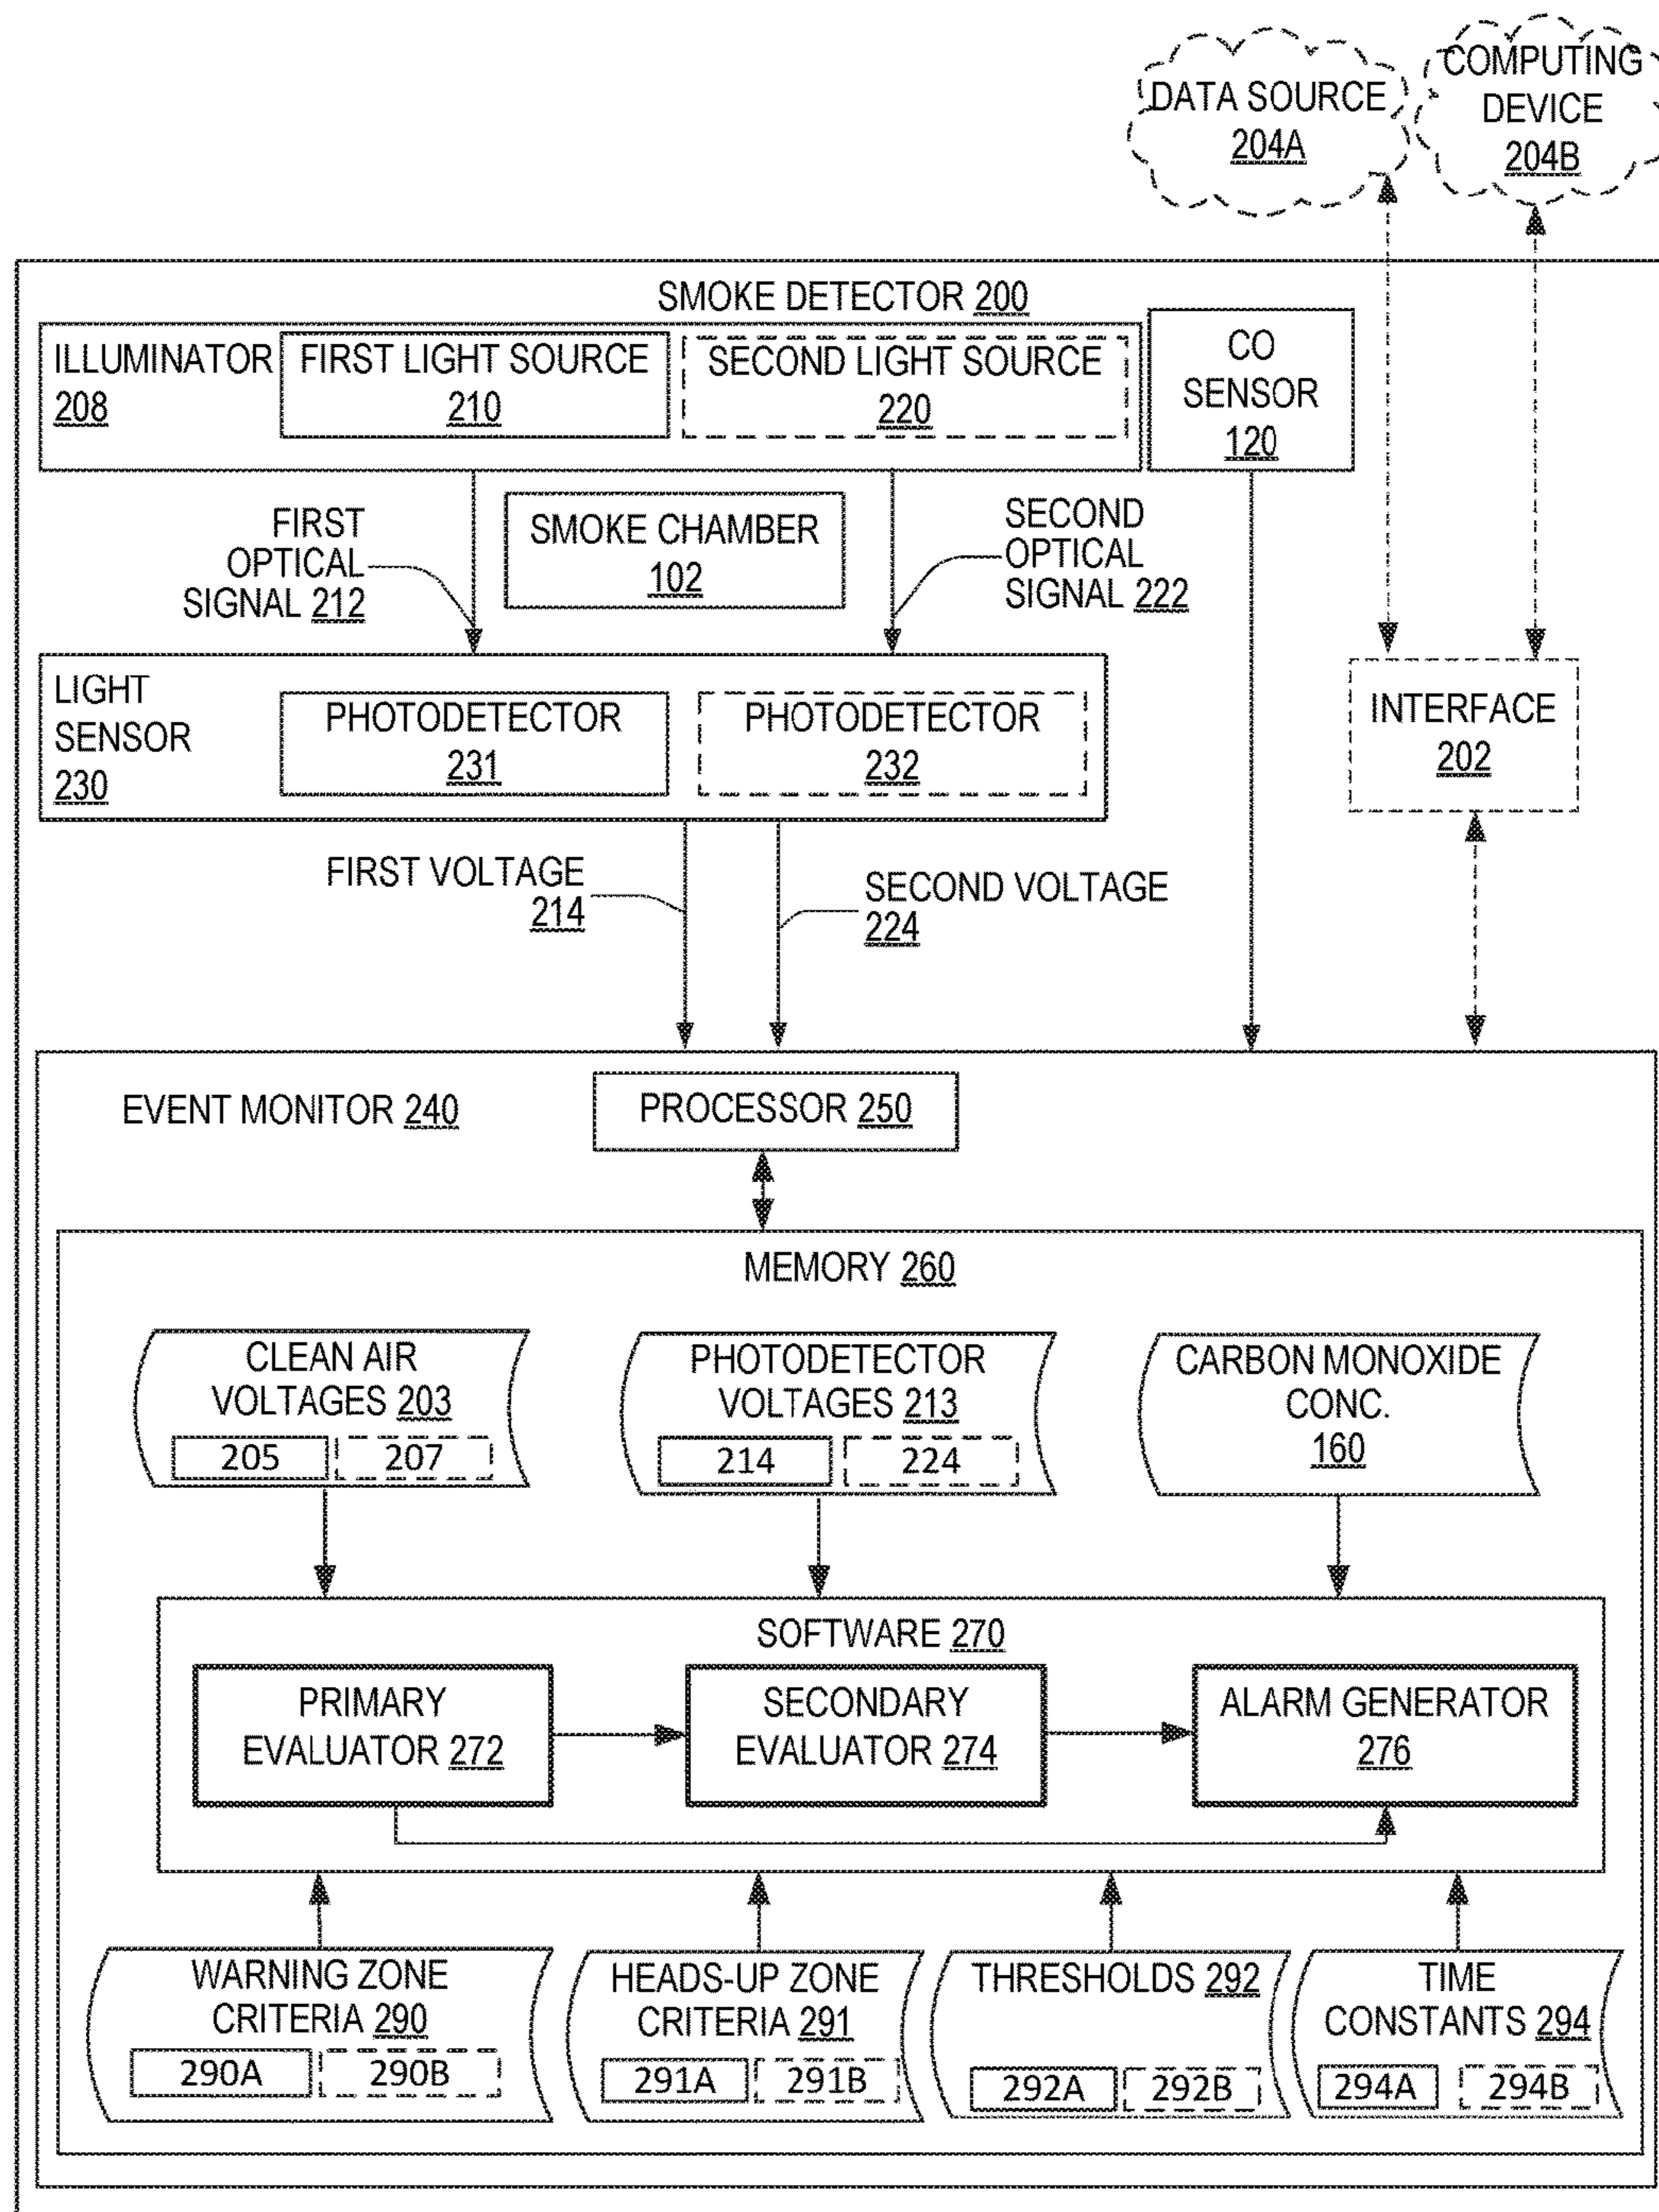 DATA SOURCE
204A
COMPUTING
DEVICE
204B
SMOKE DETECTOR 200
ILLUMINATOR
208
FIRST LIGHT SOURCE
210
SECOND LIGHT SOURCE
220
CO
SENSOR
120
FIRST
OPTICAL
SIGNAL 212
SMOKE CHAMBER
102
SECOND
OPTICAL
SIGNAL 222
LIGHT
SENSOR
230
PHOTODETECTOR
231
PHOTODETECTOR
232
INTERFACE
202
FIRST VOLTAGE
214
SECOND VOLTAGE
224
EVENT MONITOR 240
PROCESSOR 250
MEMORY 260
CLEAN AIR
VOLTAGES 203
205
207
PHOTODETECTOR
VOLTAGES 213
214
224
CARBON MONOXIDE
CONC.
160
SOFTWARE 270
PRIMARY
EVALUATOR 272
SECONDARY
EVALUATOR 274
ALARM GENERATOR
276
WARNING ZONE
CRITERIA 290
290A
290B
HEADS-UP ZONE
CRITERIA 291
291A
291B
THRESHOLDS 292
292A
292B
TIME
CONSTANTS 294
294A
294B